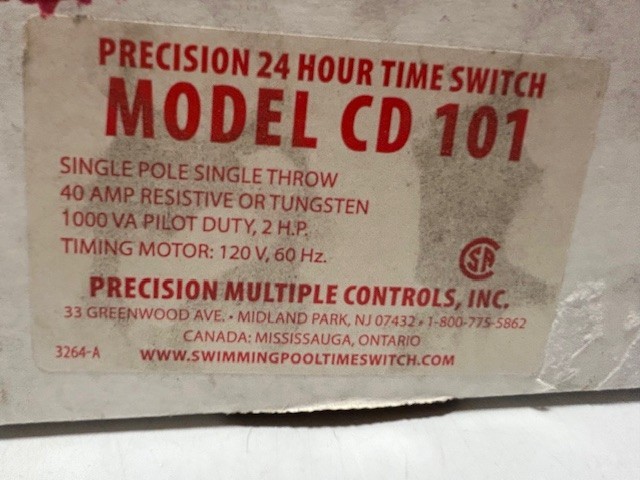 PRECISION 24 HOUR TIME SWITCH
MODEL CD 101
SINGLE POLE SINGLE THROW
40 AMP RESISTIVE OR TUNGSTEN
1000 VA PILOT DUTY, 2 H.P.
TIMING MOTOR: 120 V, 60 Hz.
CSA
PRECISION MULTIPLE CONTROLS, INC.
33 GREENWOOD AVE. • MIDLAND PARK, NJ 07432 • 1-800-775-5862
CANADA: MISSISSAUGA, ONTARIO
3264-A WWW.SWIMMINGPOOLTIMESWITCH.COM